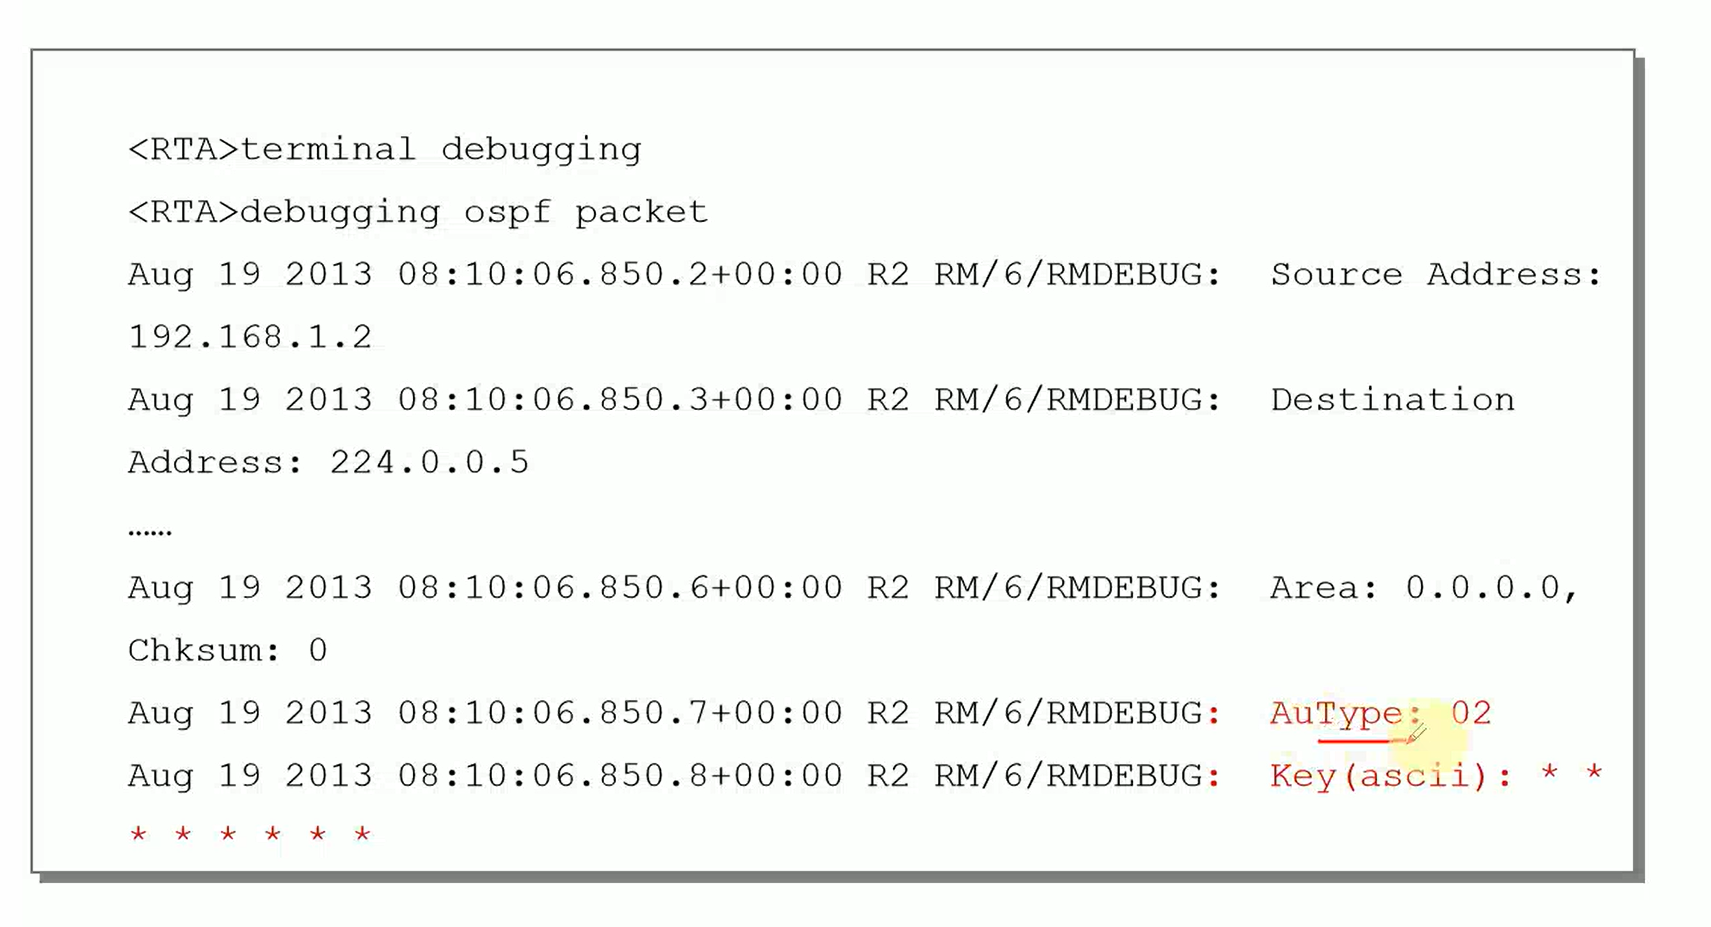 <RTA>terminal debugging
<RTA>debugging ospf packet
Aug 19 2013 08:10:06.850.2+00:00 R2 RM/6/RMDEBUG:  Source Address:
192.168.1.2
Aug 19 2013 08:10:06.850.3+00:00 R2 RM/6/RMDEBUG:  Destination
Address: 224.0.0.5
……
Aug 19 2013 08:10:06.850.6+00:00 R2 RM/6/RMDEBUG:  Area: 0.0.0.0,
Chksum: 0
Aug 19 2013 08:10:06.850.7+00:00 R2 RM/6/RMDEBUG:  AuType: 02
Aug 19 2013 08:10:06.850.8+00:00 R2 RM/6/RMDEBUG:  Key(ascii): * *
* * * * * *